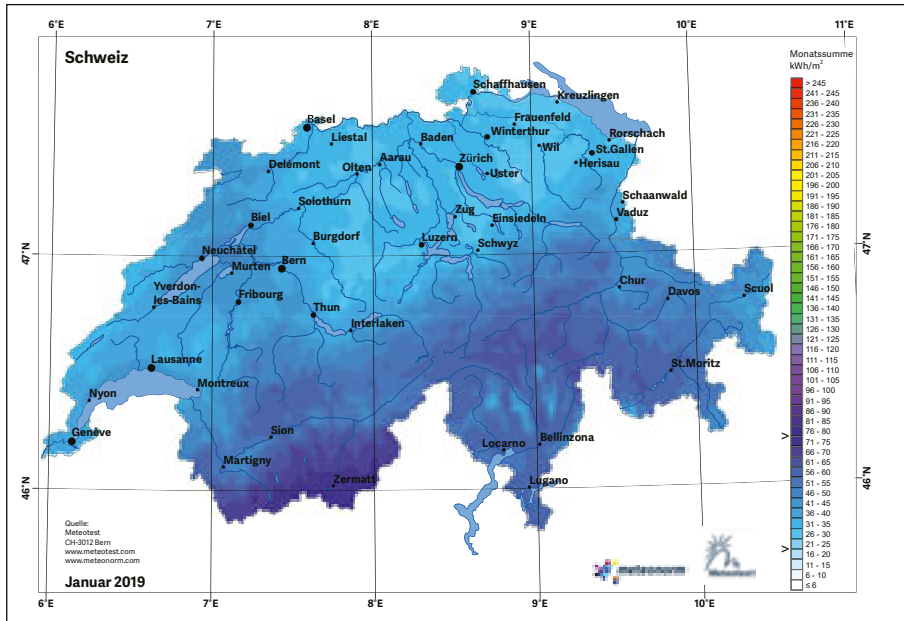 6°E
7°E
8°E
9°E
10°E
11°E
Schweiz
Monatssumme
kWh/m²
> 245
241 - 245
236 - 240
231 - 235
226 - 230
221 - 225
216 - 220
211 - 215
206 - 210
201 - 205
196 - 200
191 - 195
186 - 190
181 - 185
176 - 180
171 - 175
166 - 170
161 - 165
156 - 160
151 - 155
146 - 150
141 - 145
136 - 140
131 - 135
126 - 130
121 - 125
116 - 120
111 - 115
106 - 110
101 - 105
96 - 100
91 - 95
86 - 90
81 - 85
76 - 80
71 - 75
66 - 70
61 - 65
56 - 60
51 - 55
46 - 50
41 - 45
36 - 40
31 - 35
26 - 30
21 - 25
16 - 20
11 - 15
6 - 10
≤ 6
>
>
Schaffhausen
Kreuzlingen
Basel
Frauenfeld
Liestal
Baden
Winterthur
Rorschach
Wil
St.Gallen
Aarau
Zürich
Delémont
Olten
Uster
Herisau
Solothurn
Schaanwald
Biel
Zug
Einsiedeln
Vaduz
Burgdorf
Luzern
Schwyz
Neuchâtel
47°N
47°N
Murten
Bern
Yverdon-
les-Bains
Fribourg
Chur
Davos
Scuol
Thun
Interlaken
Lausanne
St.Moritz
Montreux
Nyon
Genève
Sion
Locarno
Bellinzona
Martigny
Zermatt
Lugano
46°N
46°N
Quelle:
Meteotest
CH-3012 Bern
www.meteotest.com
www.meteonorm.com
meteonorm
Meteotest
Januar 2019
6°E
7°E
8°E
9°E
10°E